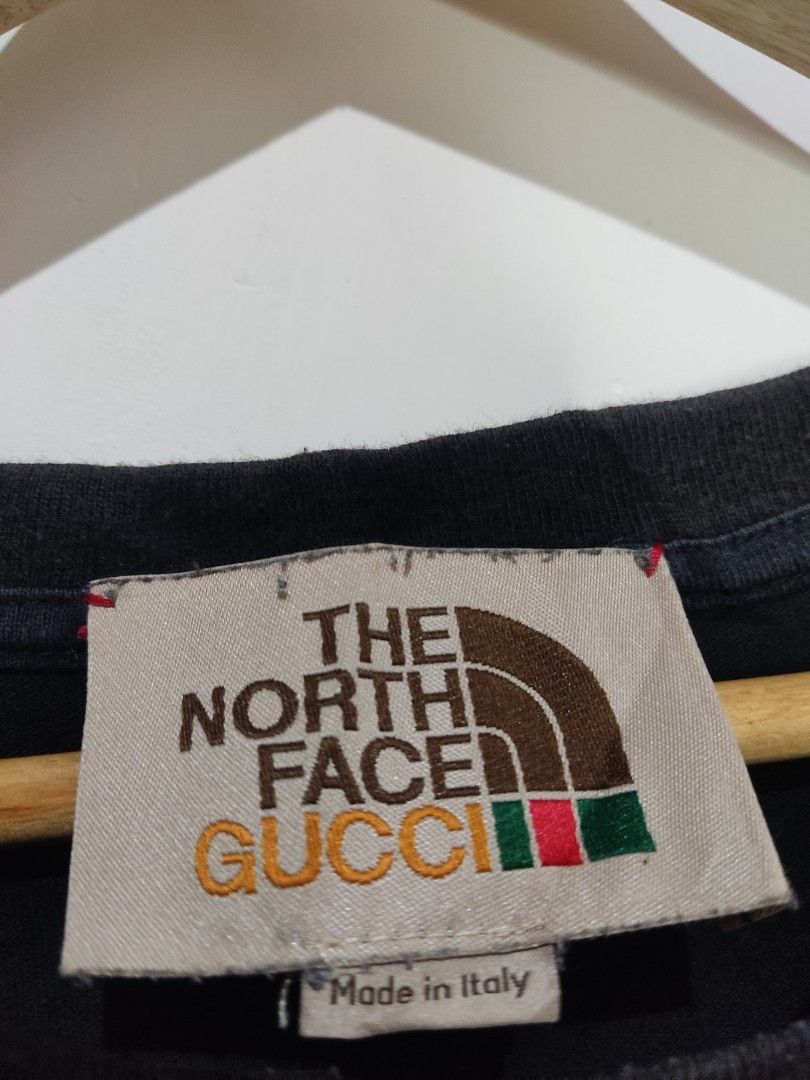 THE
NORTH
FACE
GUCCI
Made in Italy